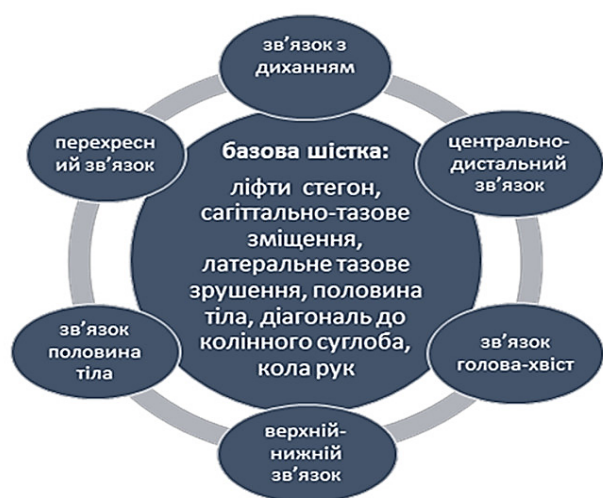 зв'язок з
диханням
центрально-
дистальний
зв'язок
зв'язок
голова-хвіст
верхній-
нижній
зв'язок
зв'язок
половина
тіла
перехресн
ий зв'язок
базова шістка:
ліфти стегон,
сагіттально-тазове
зміщення,
латеральне тазове
зрушення, половина
тіла, діагональ до
колінного суглоба,
кола рук